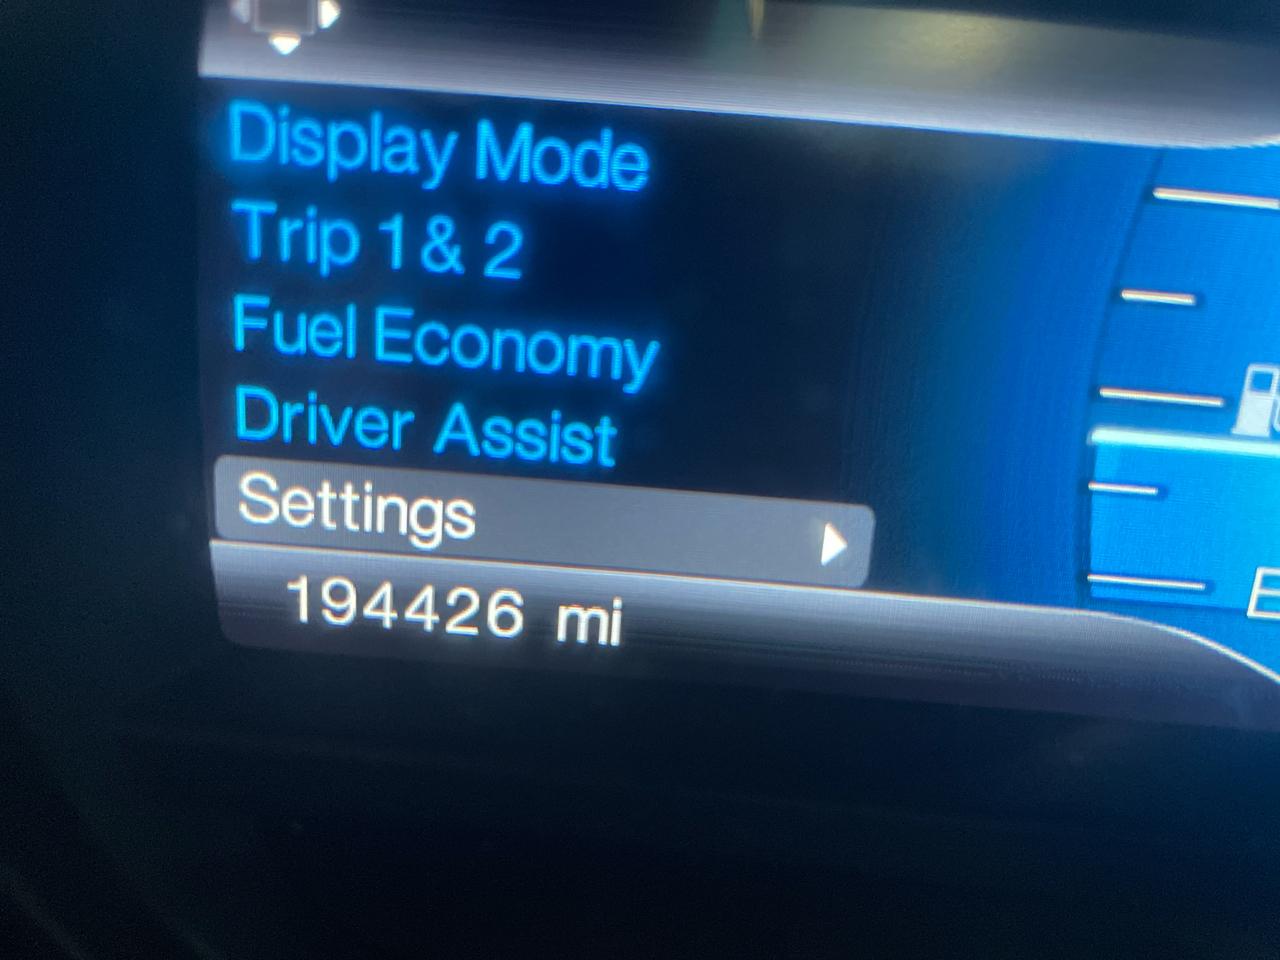 Display Mode
Trip 1 & 2
Fuel Economy
Driver Assist
Settings
194426 mi
E